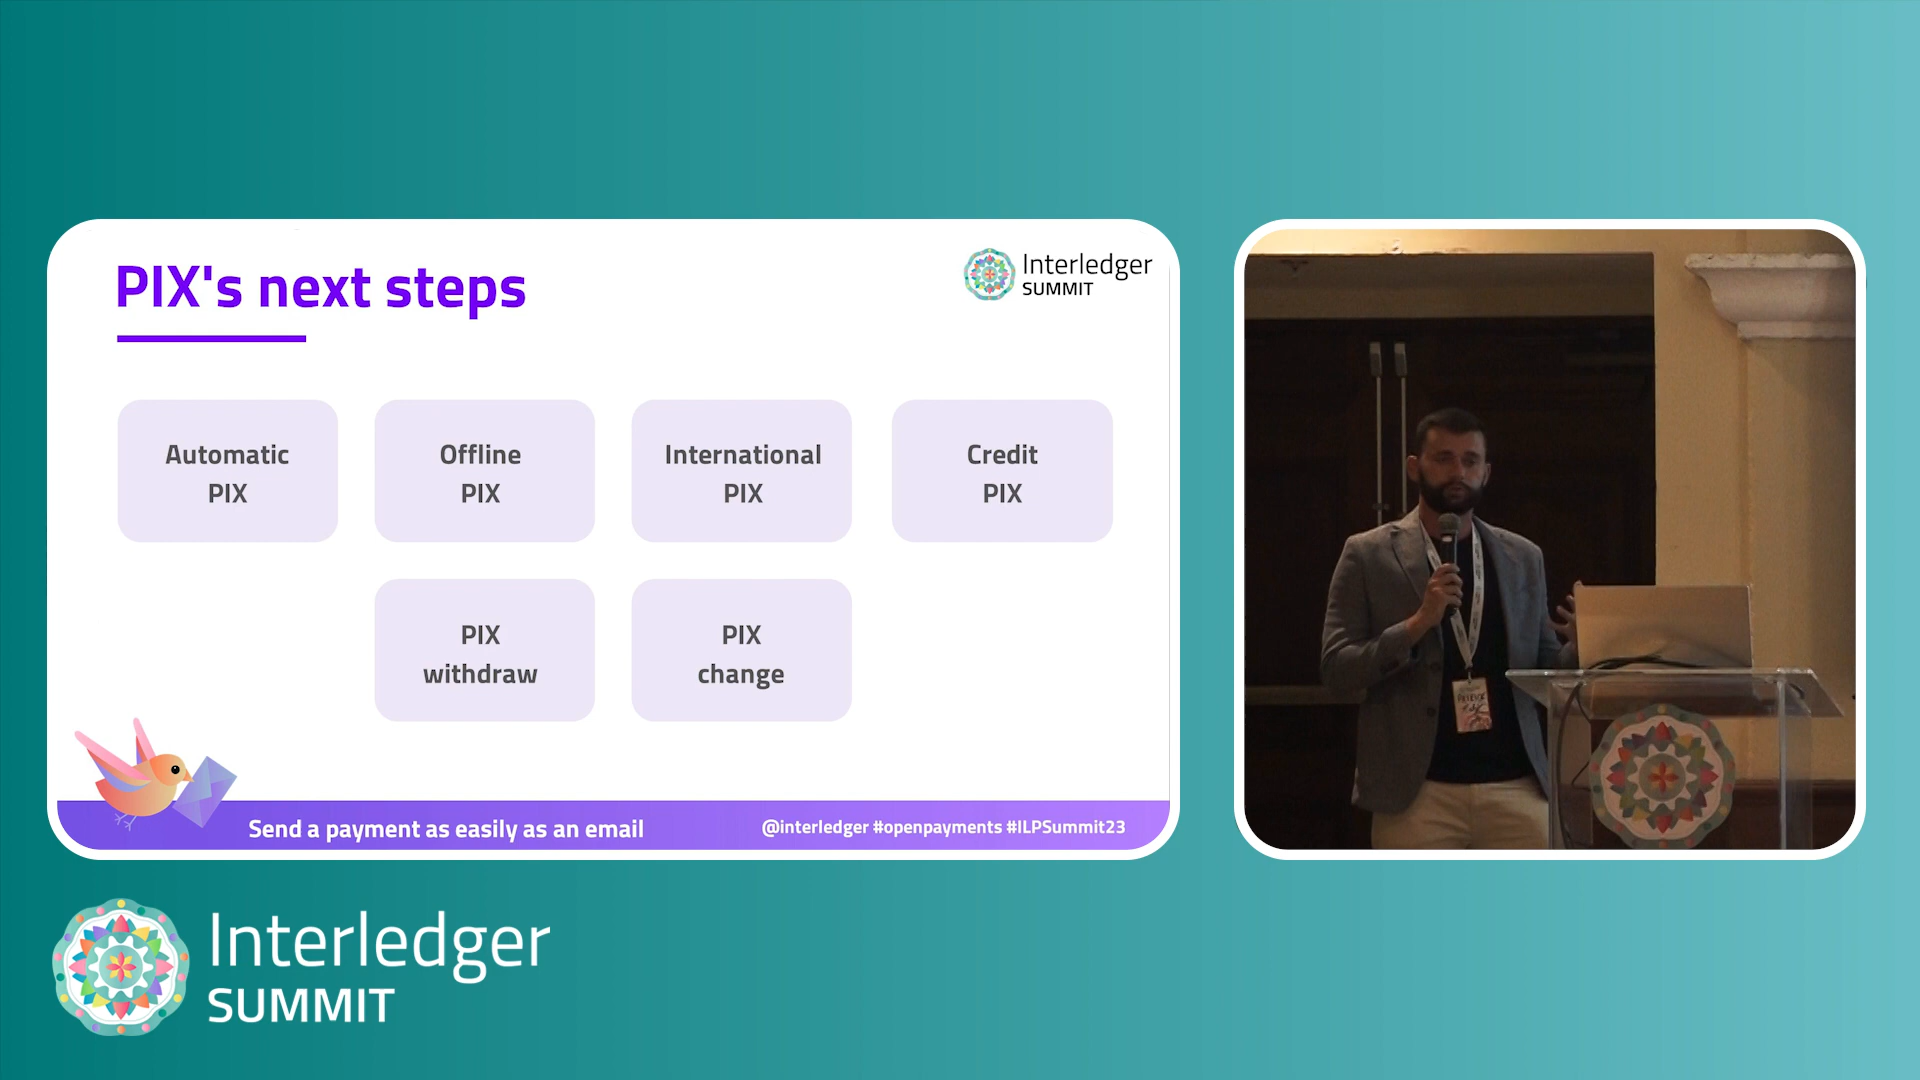 PIX's next steps
Interledger
SUMMIT
Automatic
PIX
Offline
PIX
International
PIX
Credit
PIX
PIX
withdraw
PIX
change
Send a payment as easily as an email
@interledger #openpayments #ILPSummit23
Interledger
SUMMIT